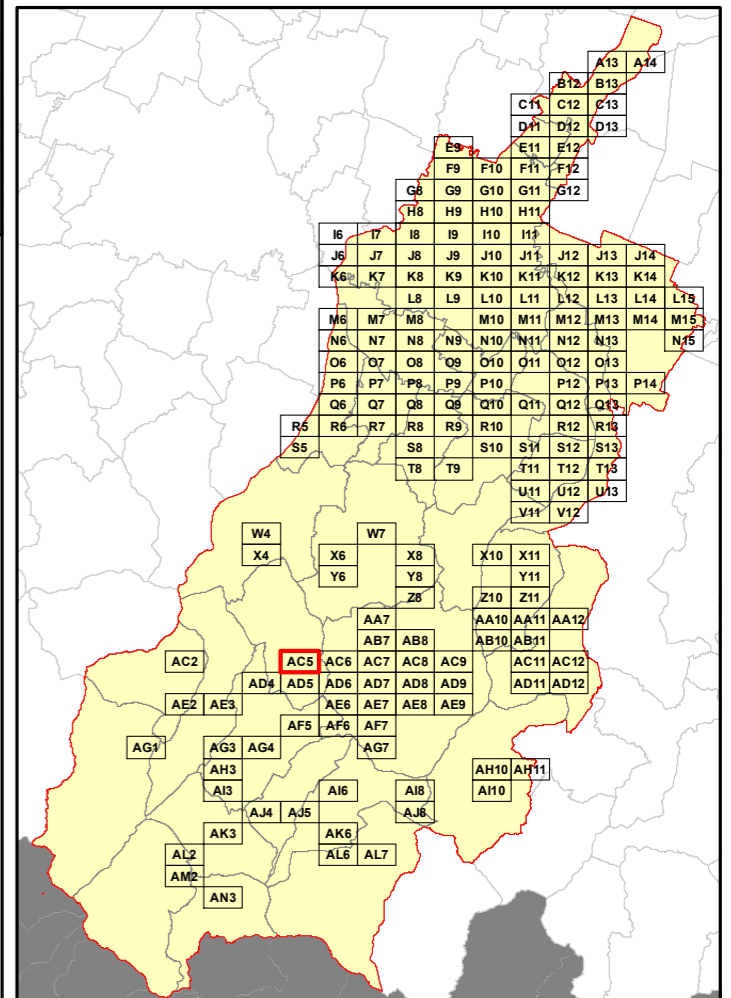 A13 A14
B12 B13
C11 C12 C13
D11 D12 D13
E9 E11 E12
F9 F10 F11 F12
G8 G9 G10 G11 G12
H8 H9 H10 H11
I6 I7 I8 I9 I10 I11
J6 J7 J8 J9 J10 J11 J12 J13 J14
K6 K7 K8 K9 K10 K11 K12 K13 K14
L8 L9 L10 L11 L12 L13 L14 L15
M6 M7 M8 M10 M11 M12 M13 M14 M15
N6 N7 N8 N9 N10 N11 N12 N13 N15
O6 O7 O8 O9 O10 O11 O12 O13
P6 P7 P8 P9 P10 P12 P13 P14
Q6 Q7 Q8 Q9 Q10 Q11 Q12 Q13
R5 R6 R7 R8 R9 R10 R12 R13
S5 S8 S10 S11 S12 S13
T8 T9 T11 T12 T13
U11 U12 U13
V11 V12
W4 W7
X4 X6 X8 X10 X11
Y6 Y8 Y11
Z8 Z10 Z11
AA7 AA10 AA11 AA12
AB7 AB8 AB10 AB11
AC2 AC5 AC6 AC7 AC8 AC9 AC11 AC12
AD4 AD5 AD6 AD7 AD8 AD9 AD11 AD12
AE2 AE3 AE6 AE7 AE8 AE9
AF5 AF6 AF7
AG1 AG3 AG4 AG7
AH3 AH10 AH11
AI3 AI6 AI8 AI10
AJ4 AJ5 AJ8
AK3 AK6
AL2 AL6 AL7
AM2
AN3